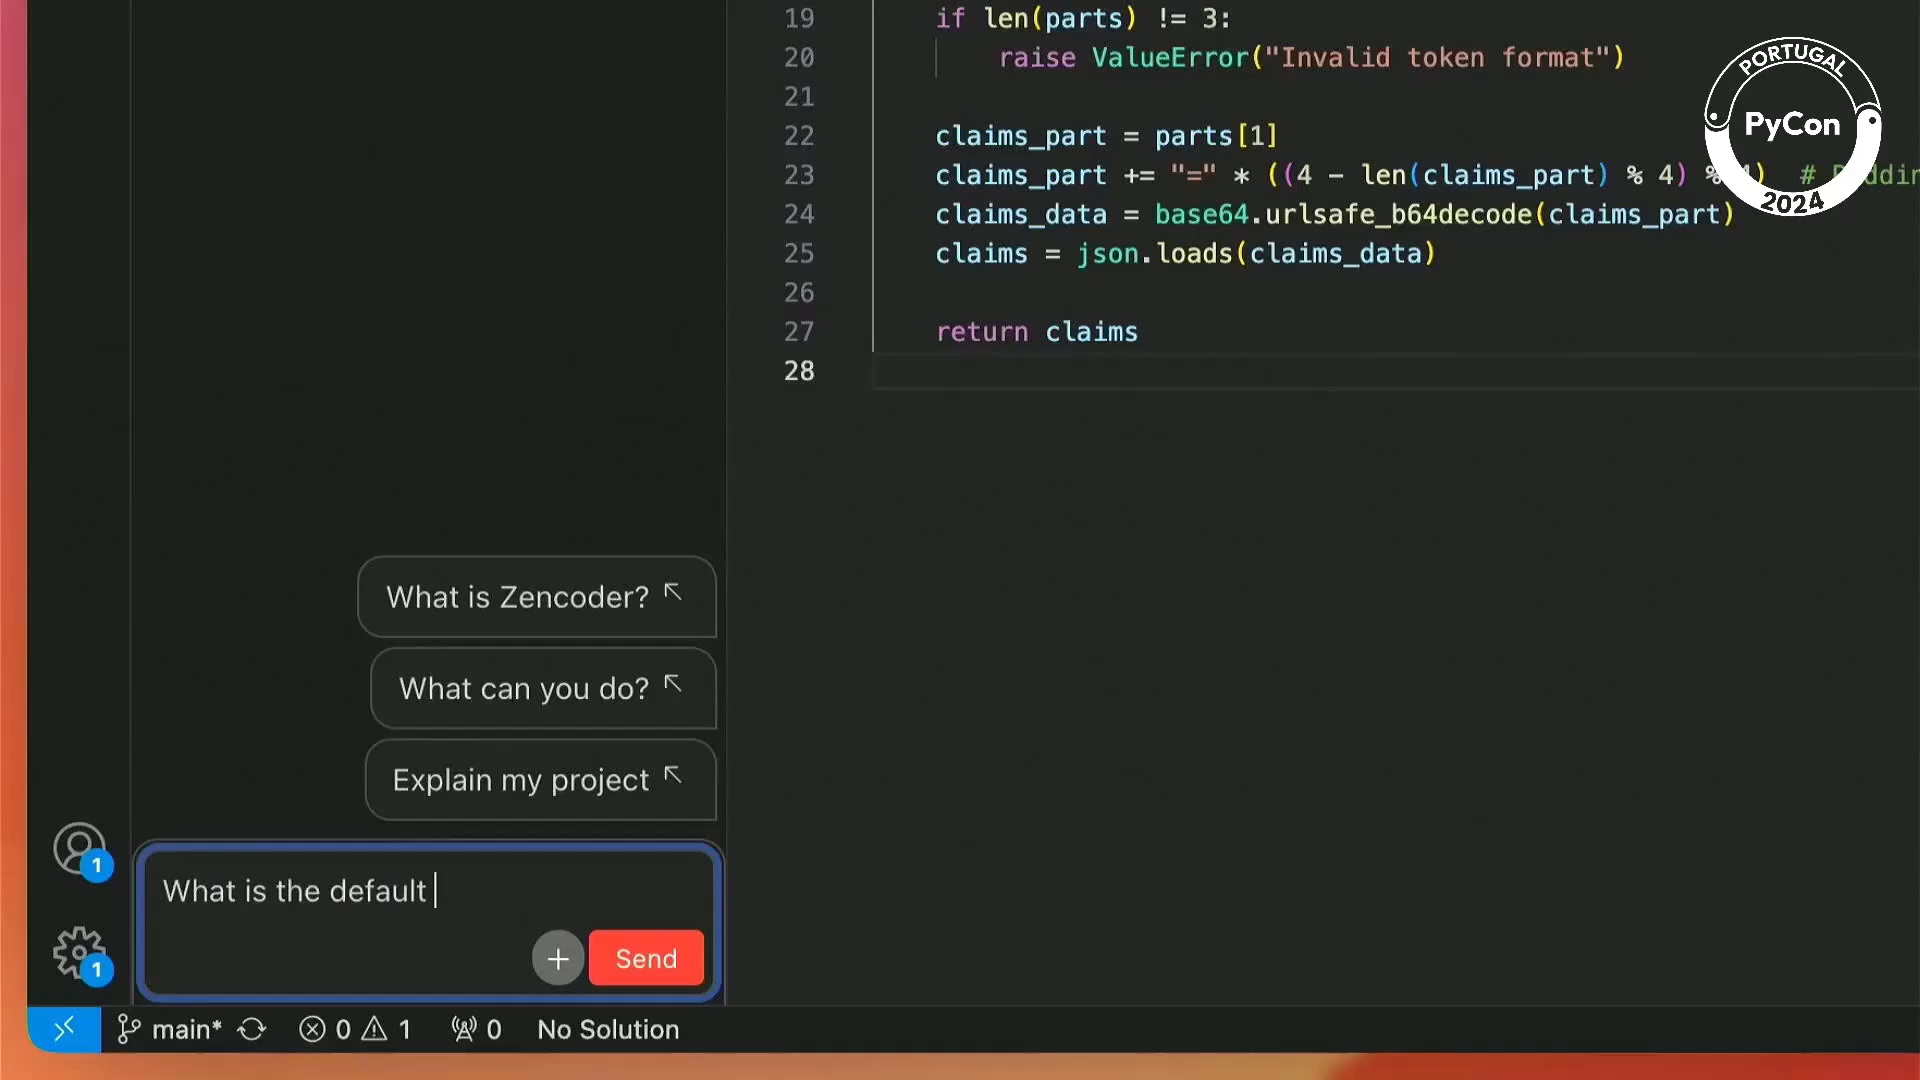 19 if len(parts) != 3:
20 raise ValueError("Invalid token format")
21
22 claims_part = parts[1]
23 claims_part += "=" * ((4 - len(claims_part) % 4) % 4) #
24 claims_data = base64.urlsafe_b64decode(claims_part)
25 claims = json.loads(claims_data)
26
27 return claims
28
PORTUGAL
PyCon
2024
What is Zencoder?
What can you do?
Explain my project
1
What is the default
+ Send
1
main* 0 1 0 No Solution